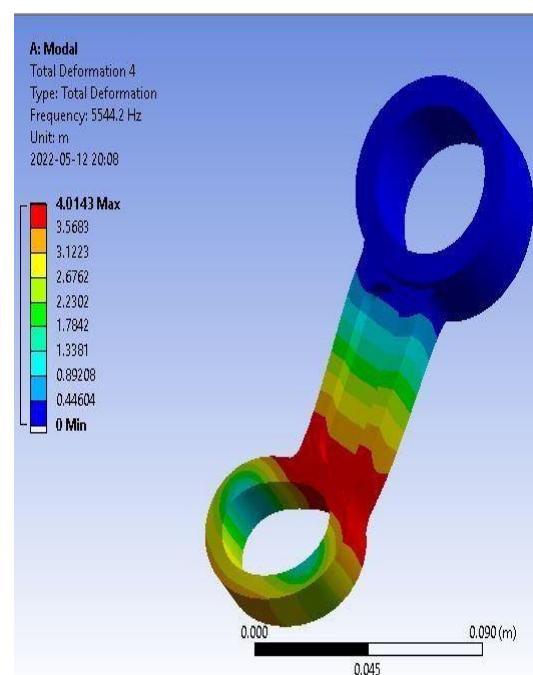 A: Modal
Total Deformation 4
Type: Total Deformation
Frequency: 5544.2 Hz
Unit: m
2022-05-12 20:08
4.0143 Max
3.5683
3.1223
2.6762
2.2302
1.7842
1.3381
0.89208
0.44604
0 Min
0.000
0.090 (m)
0.045